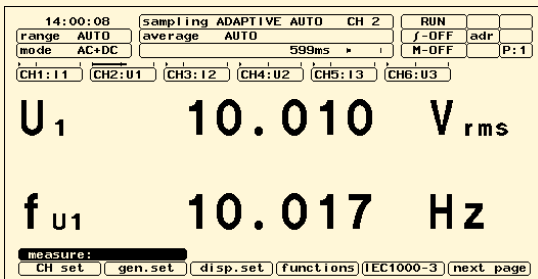 14:00:08 sampling ADAPTIVE AUTO CH 2 RUN
range AUTO average AUTO ∫-OFF adr
mode AC+DC 599ms M-OFF P:1
CH1:I1 CH2:U1 CH3:I2 CH4:U2 CH5:I3 CH6:U3
U1 10.010 Vrms
fU1 10.017 Hz
measure:
CH set gen.set disp.set functions IEC1000-3 next page